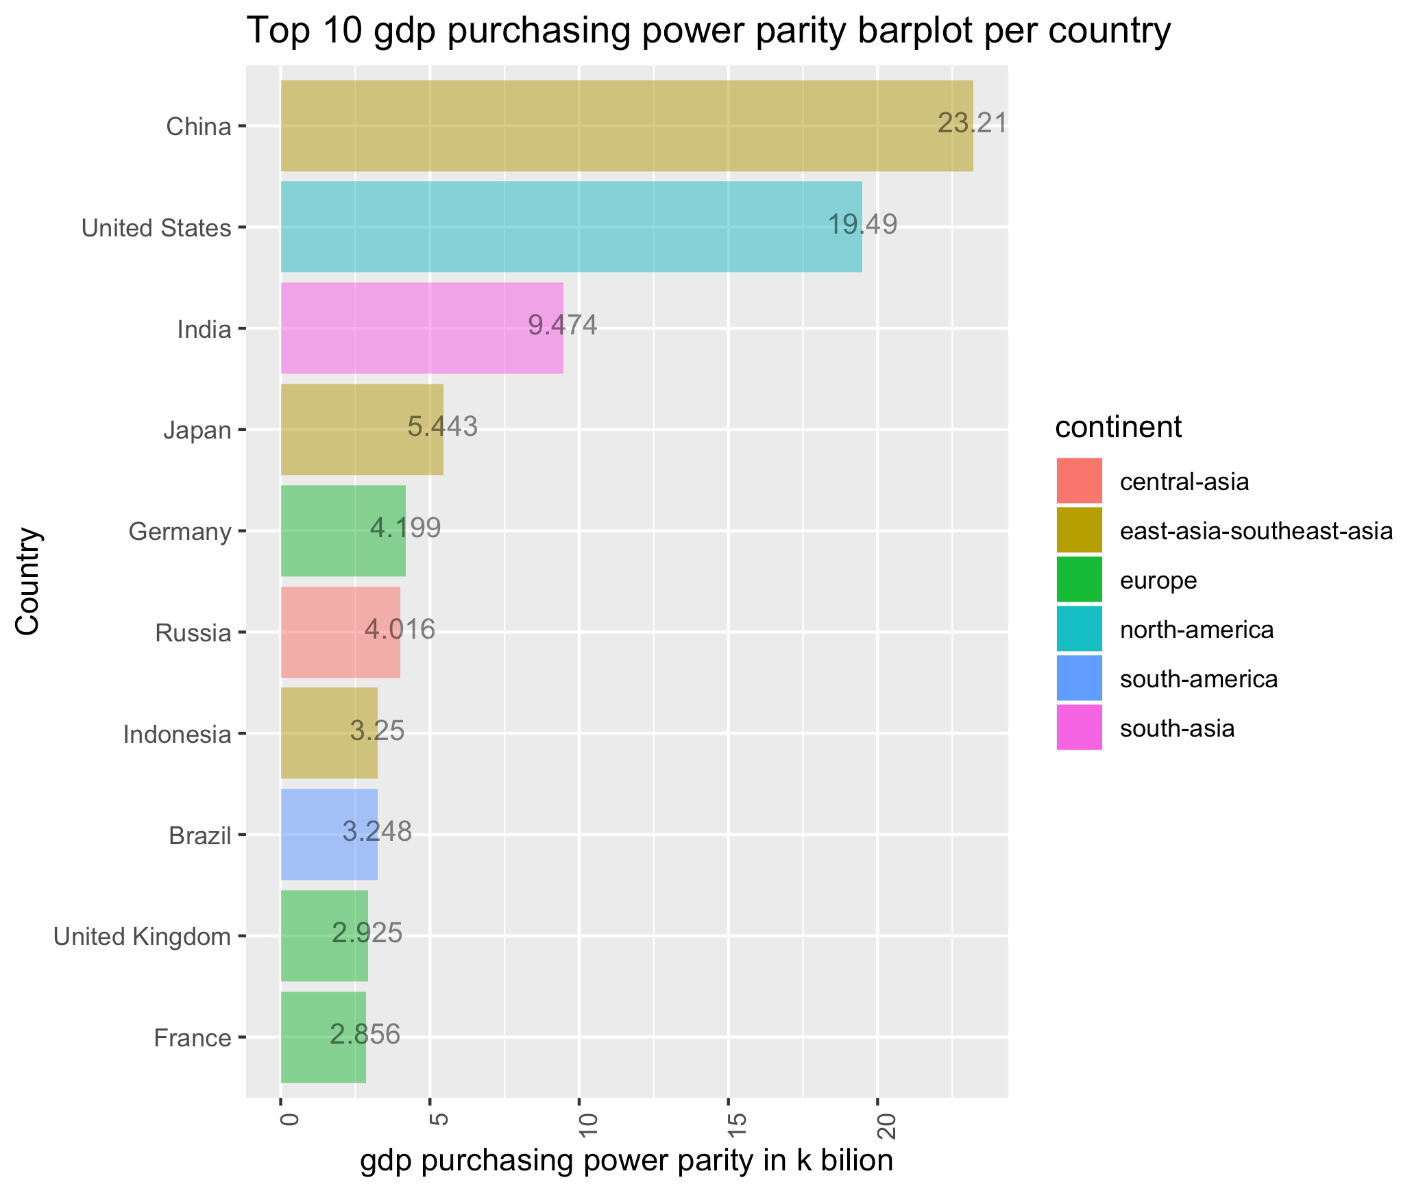 Top 10 gdp purchasing power parity barplot per country
Country
China 23.21
United States 19.49
India 9.474
Japan 5.443
Germany 4.199
Russia 4.016
Indonesia 3.25
Brazil 3.248
United Kingdom 2.925
France 2.856
0 5 10 15 20
gdp purchasing power parity in k bilion
continent
central-asia
east-asia-southeast-asia
europe
north-america
south-america
south-asia